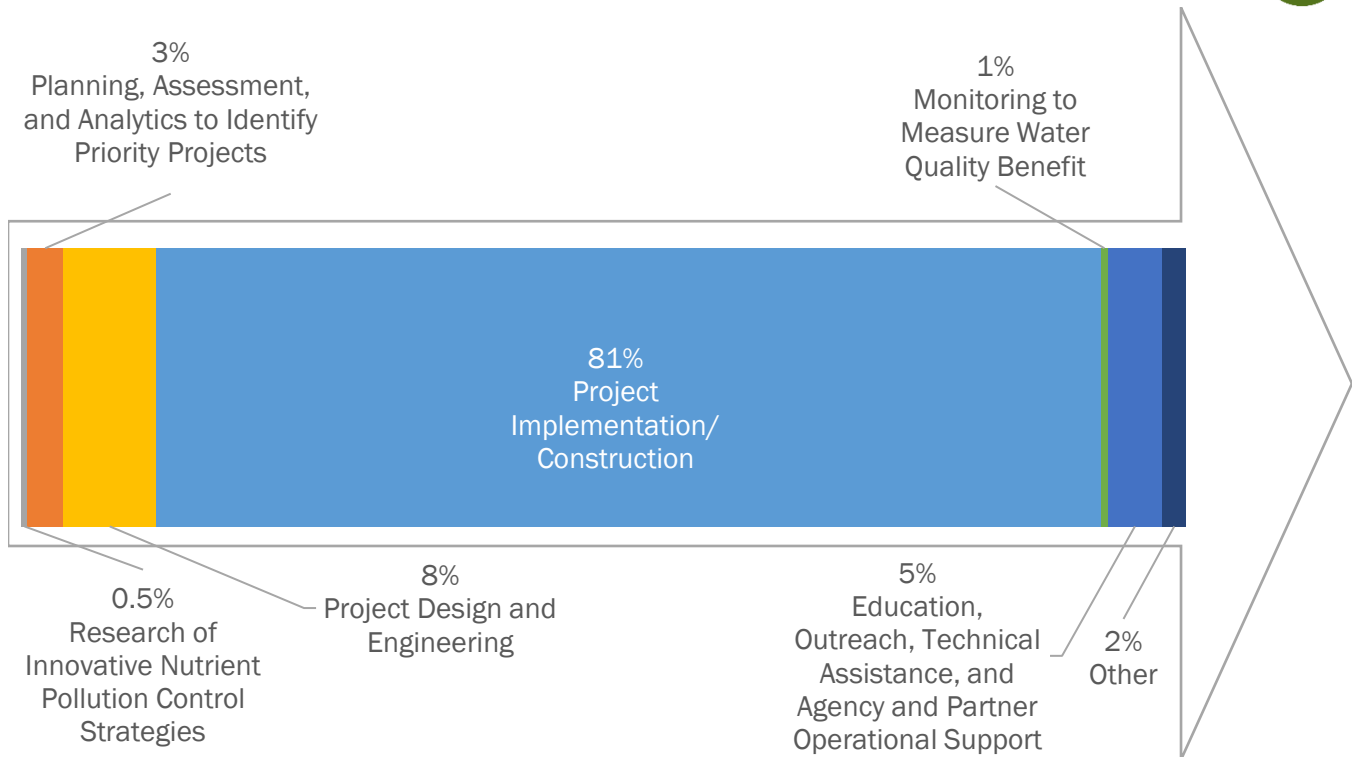 3%
Planning, Assessment,
and Analytics to Identify
Priority Projects
1%
Monitoring to
Measure Water
Quality Benefit
81%
Project
Implementation/
Construction
0.5%
Research of
Innovative Nutrient
Pollution Control
Strategies
8%
Project Design and
Engineering
5%
Education,
Outreach, Technical
Assistance, and
Agency and Partner
Operational Support
2%
Other